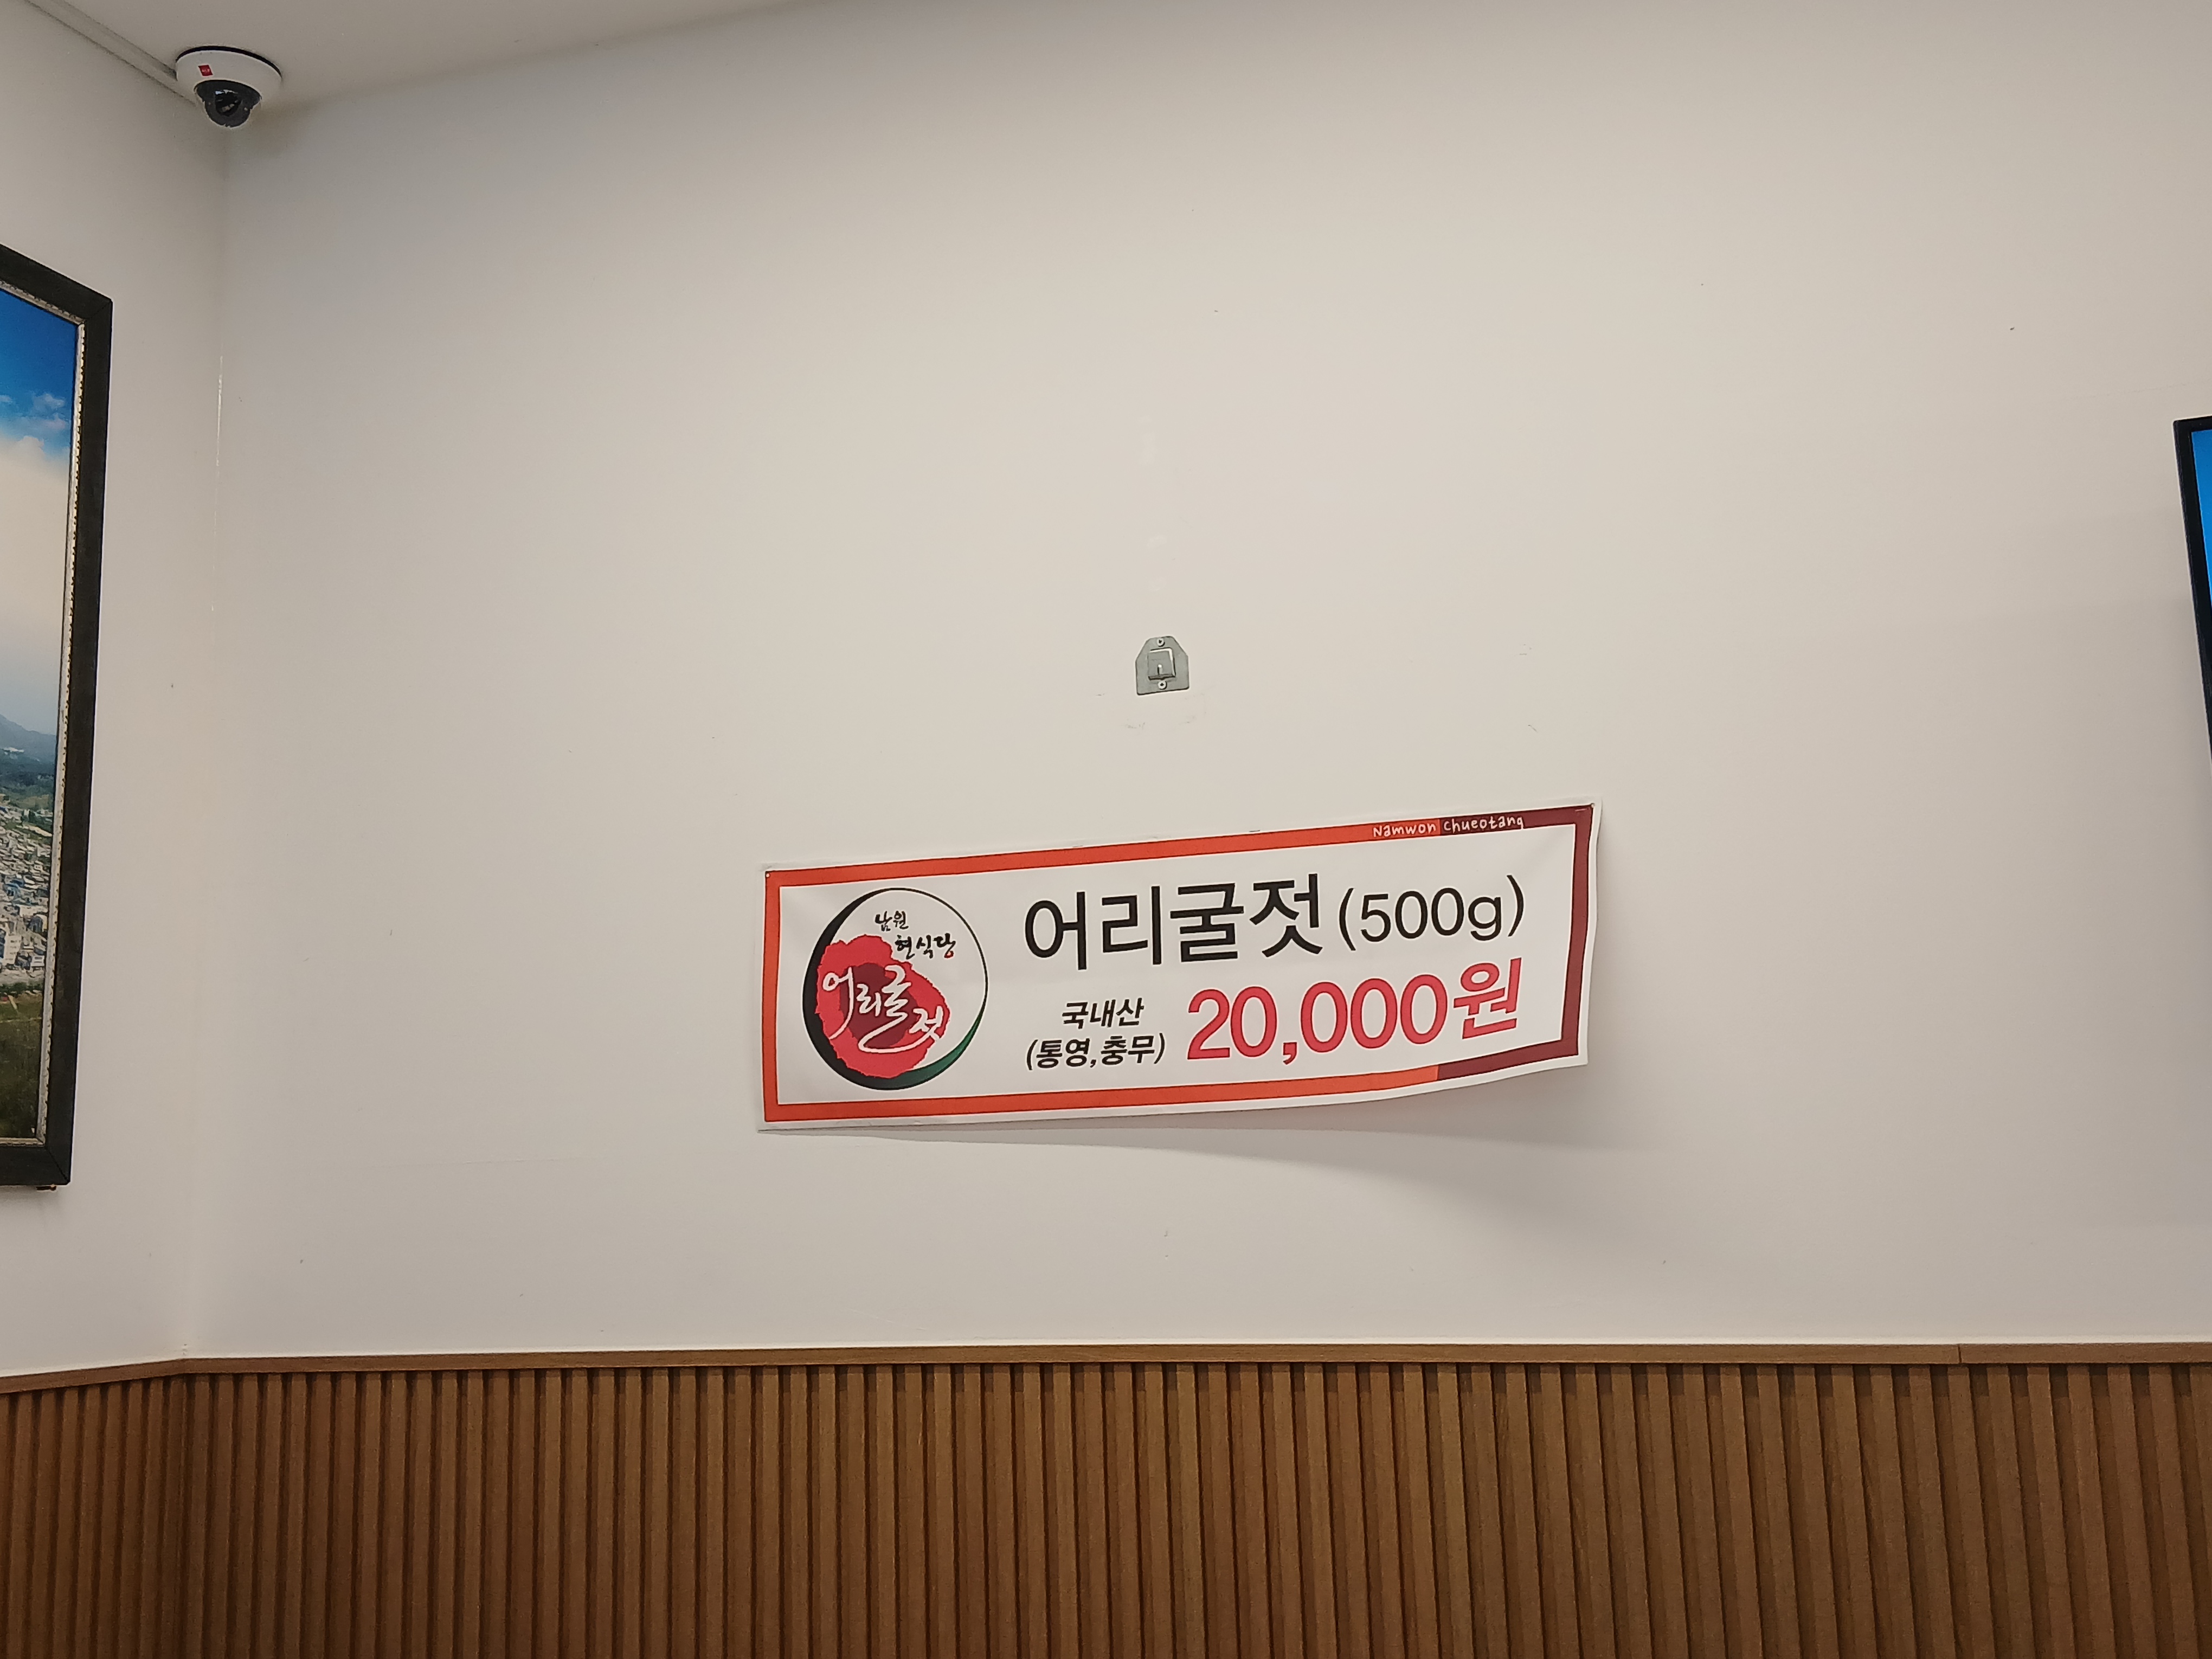 Namwon chueotang
남원
현식당
어리굴젓
어리굴젓 (500g)
국내산
(통영,충무)
20,000원